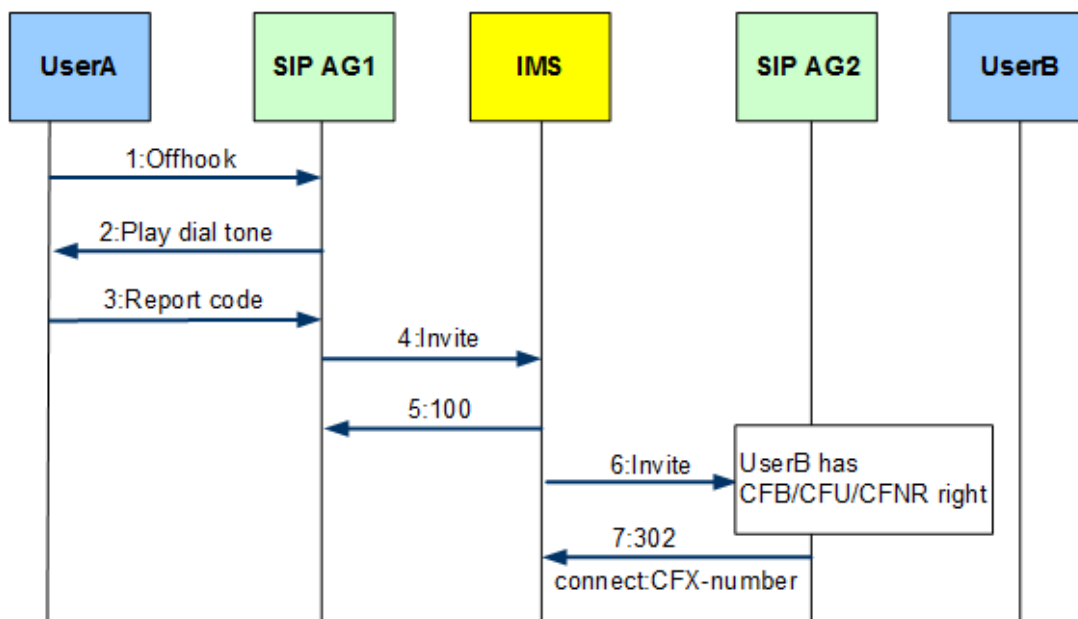 UserA
SIP AG1
IMS
SIP AG2
UserB
1:Offhook
2:Play dial tone
3:Report code
4:Invite
5:100
6:Invite
UserB has
CFB/CFU/CFNR right
7:302
connect:CFX-number